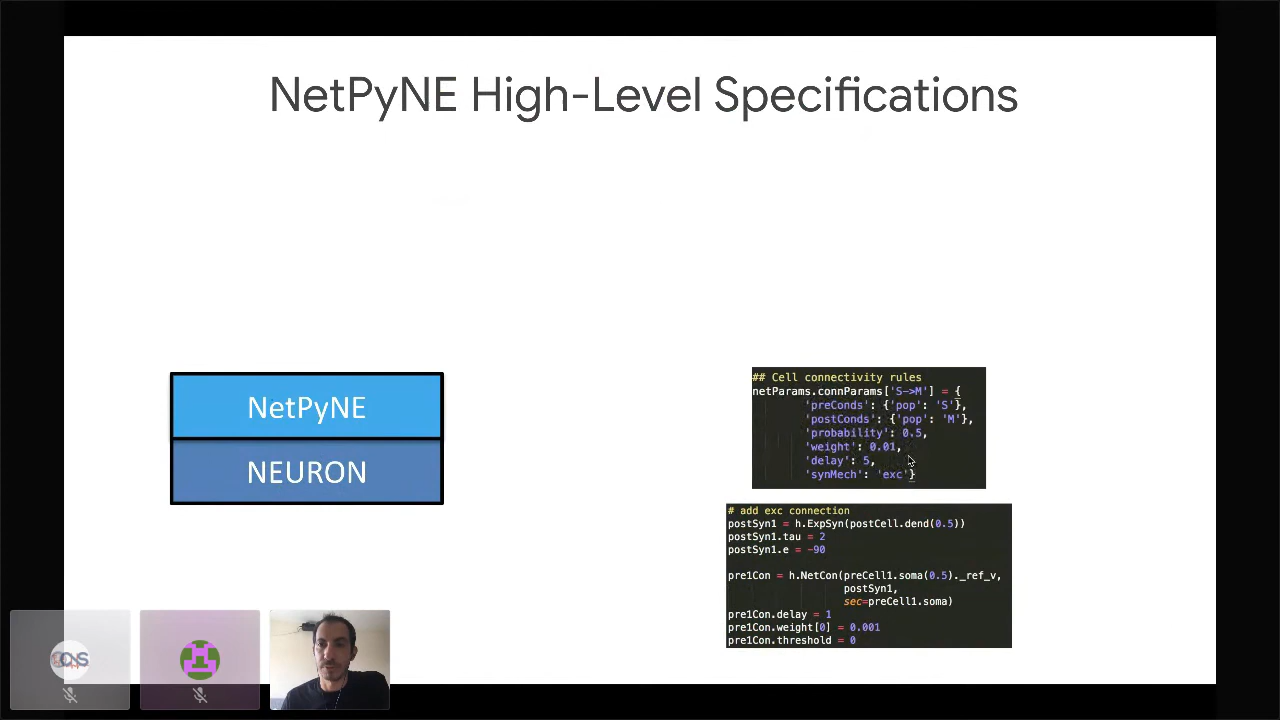 NetPyNE High-Level Specifications
NetPyNE
NEURON
## Cell connectivity rules
netParams.connParams['S->M'] = {
'preConds': {'pop': 'S'},
'postConds': {'pop': 'M'},
'probability': 0.5,
'weight': 0.01,
'delay': 5,
'synMech': 'exc'}
# add exc connection
postSyn1 = h.ExpSyn(postCell.dend(0.5))
postSyn1.tau = 2
postSyn1.e = -90
pre1Con = h.NetCon(preCell1.soma(0.5)._ref_v,
postSyn1,
sec=preCell1.soma)
pre1Con.delay = 1
pre1Con.weight[0] = 0.001
pre1Con.threshold = 0